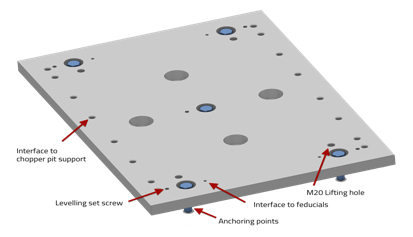 Interface to
chopper pit support
Levelling set screw
Anchoring points
Interface to feducials
M20 Lifting hole